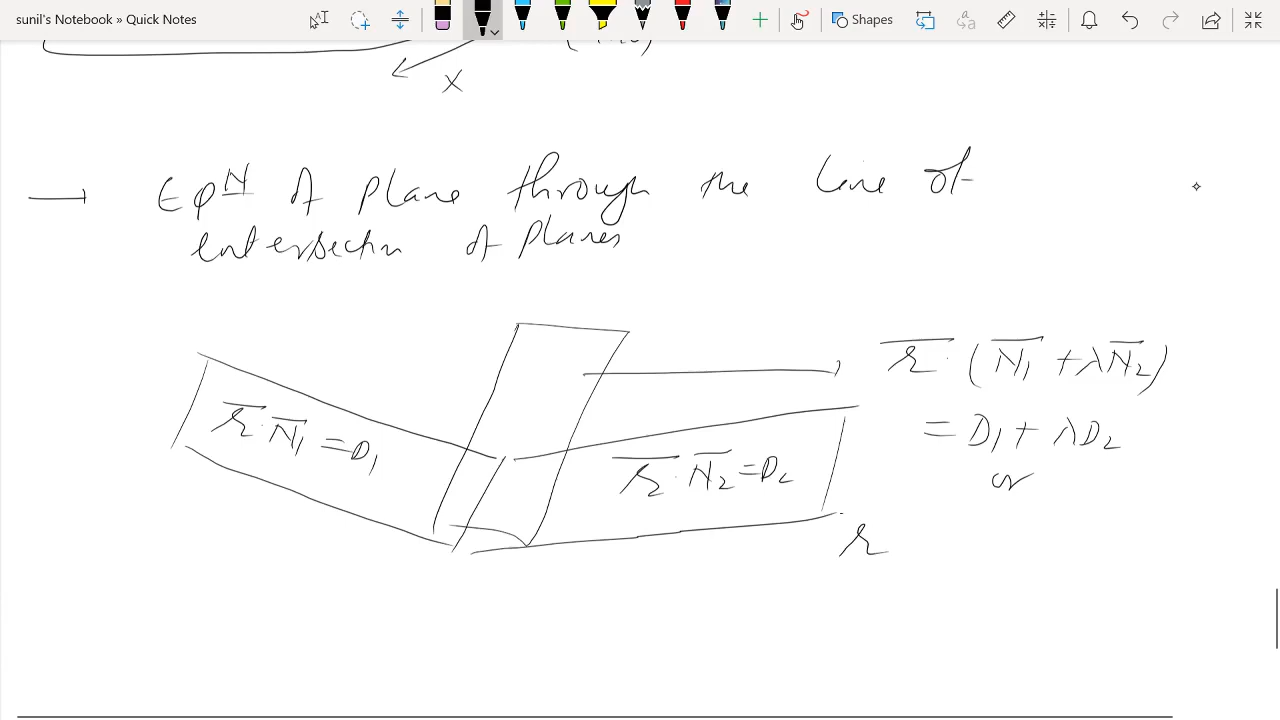 sunil's Notebook » Quick Notes
Shapes
X
→ Eqⁿ of plane through the line of
intersectn of planes
r̅·N̅₁ = D₁
r̅·N̅₂ = D₂
r̅·(N̅₁ + λN̅₂)
= D₁ + λD₂
or
r